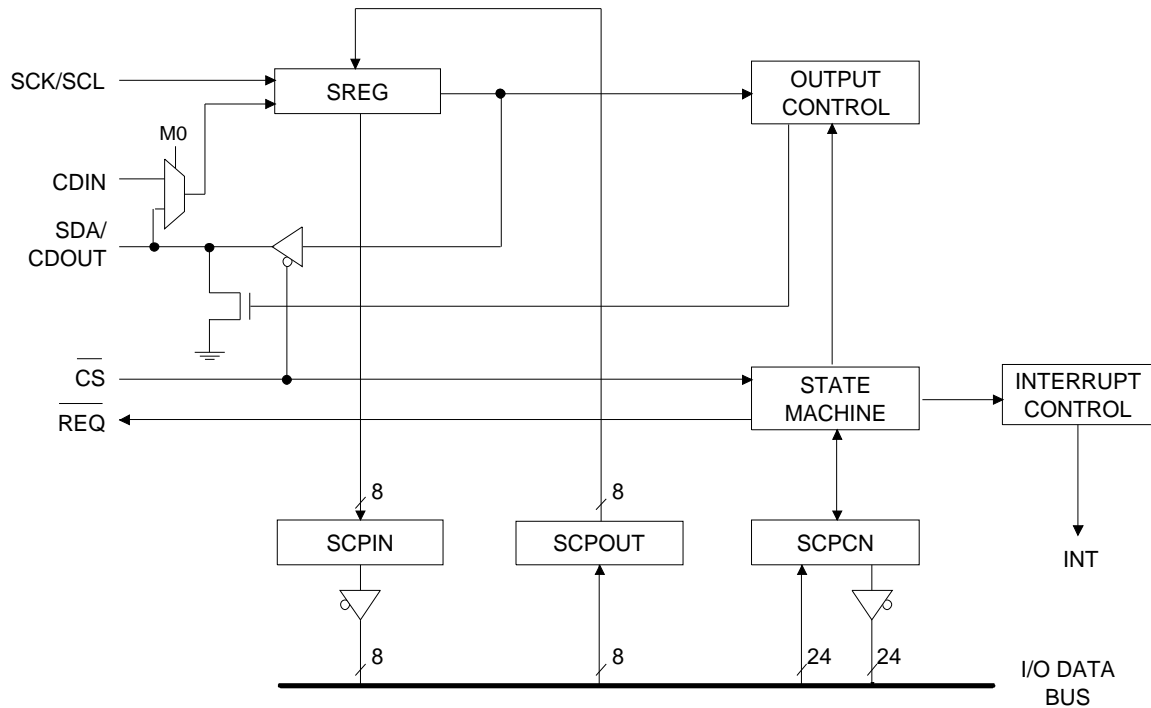 SCK/SCL
SREG
OUTPUT
CONTROL
M0
CDIN
SDA/
CDOUT
CS
REQ
STATE
MACHINE
INTERRUPT
CONTROL
8
8
SCPIN
SCPOUT
SCPCN
INT
8
8
24
24
I/O DATA
BUS